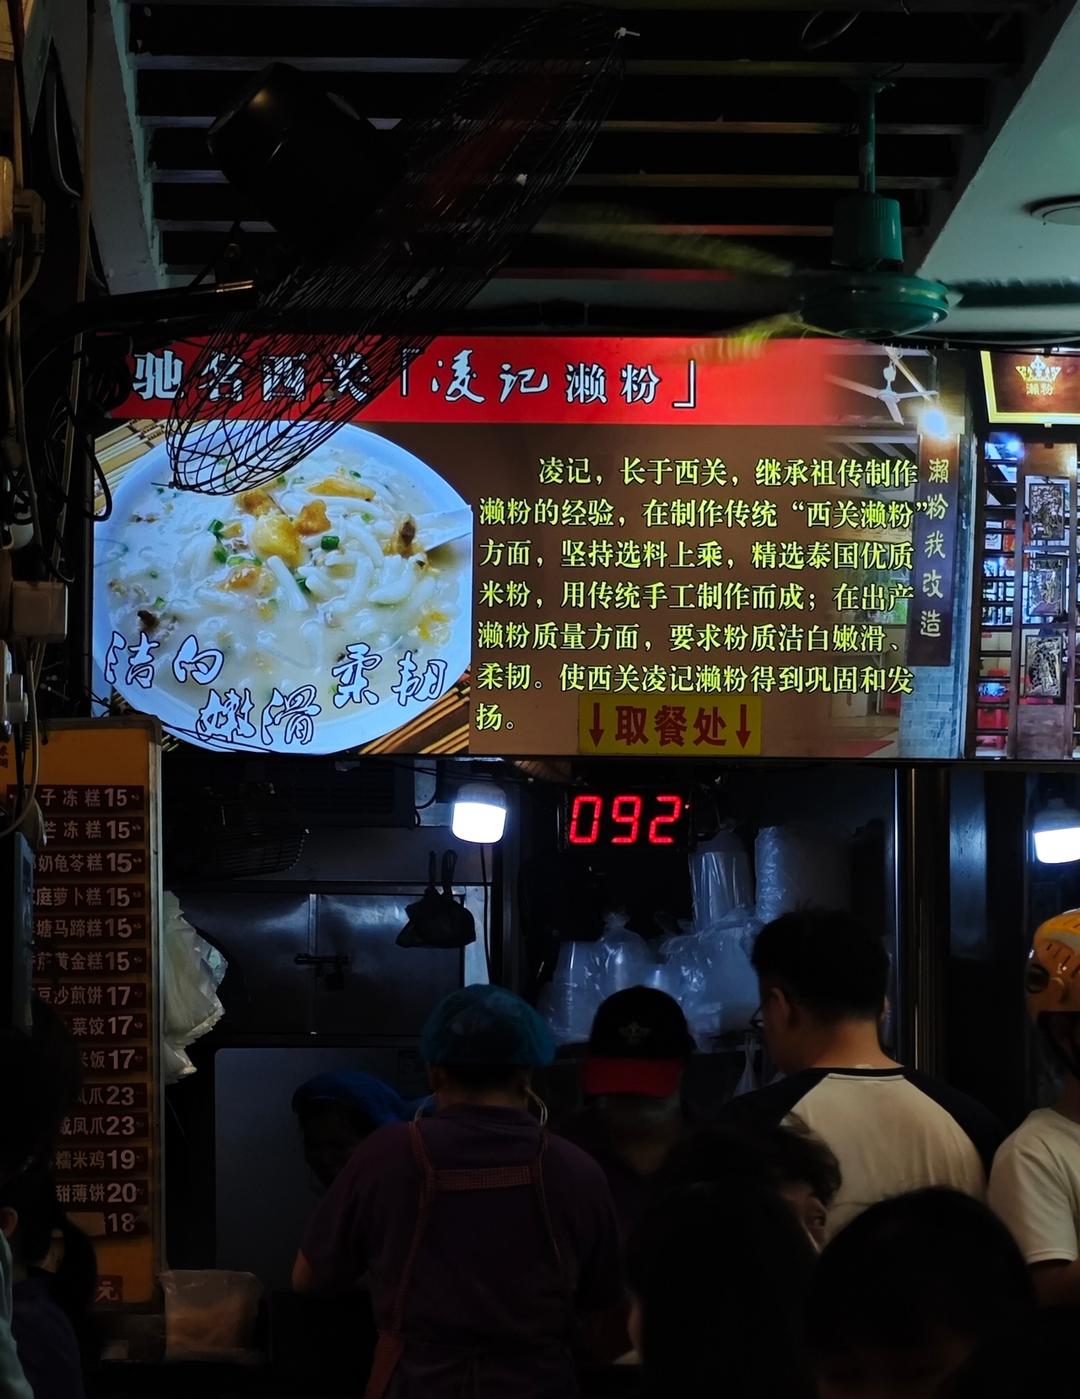 驰名西关「凌记濑粉」
濑粉
凌记，长于西关，继承祖传制作
濑粉的经验，在制作传统“西关濑粉”
方面，坚持选料上乘，精选泰国优质
米粉，用传统手工制作而成；在出产
濑粉质量方面，要求粉质洁白嫩滑、
柔韧。使西关凌记濑粉得到巩固和发
扬。
瀨粉我改造
洁白
嫩滑
柔韧
↓取餐处↓
092
子冻糕15
芒冻糕15
奶龟苓糕15
庭萝卜糕15
塘马蹄糕15
黄金糕15
豆沙煎饼17
菜饺17
米饭17
凤爪23
凤爪23
糯米鸡19
甜薄饼20
18
元